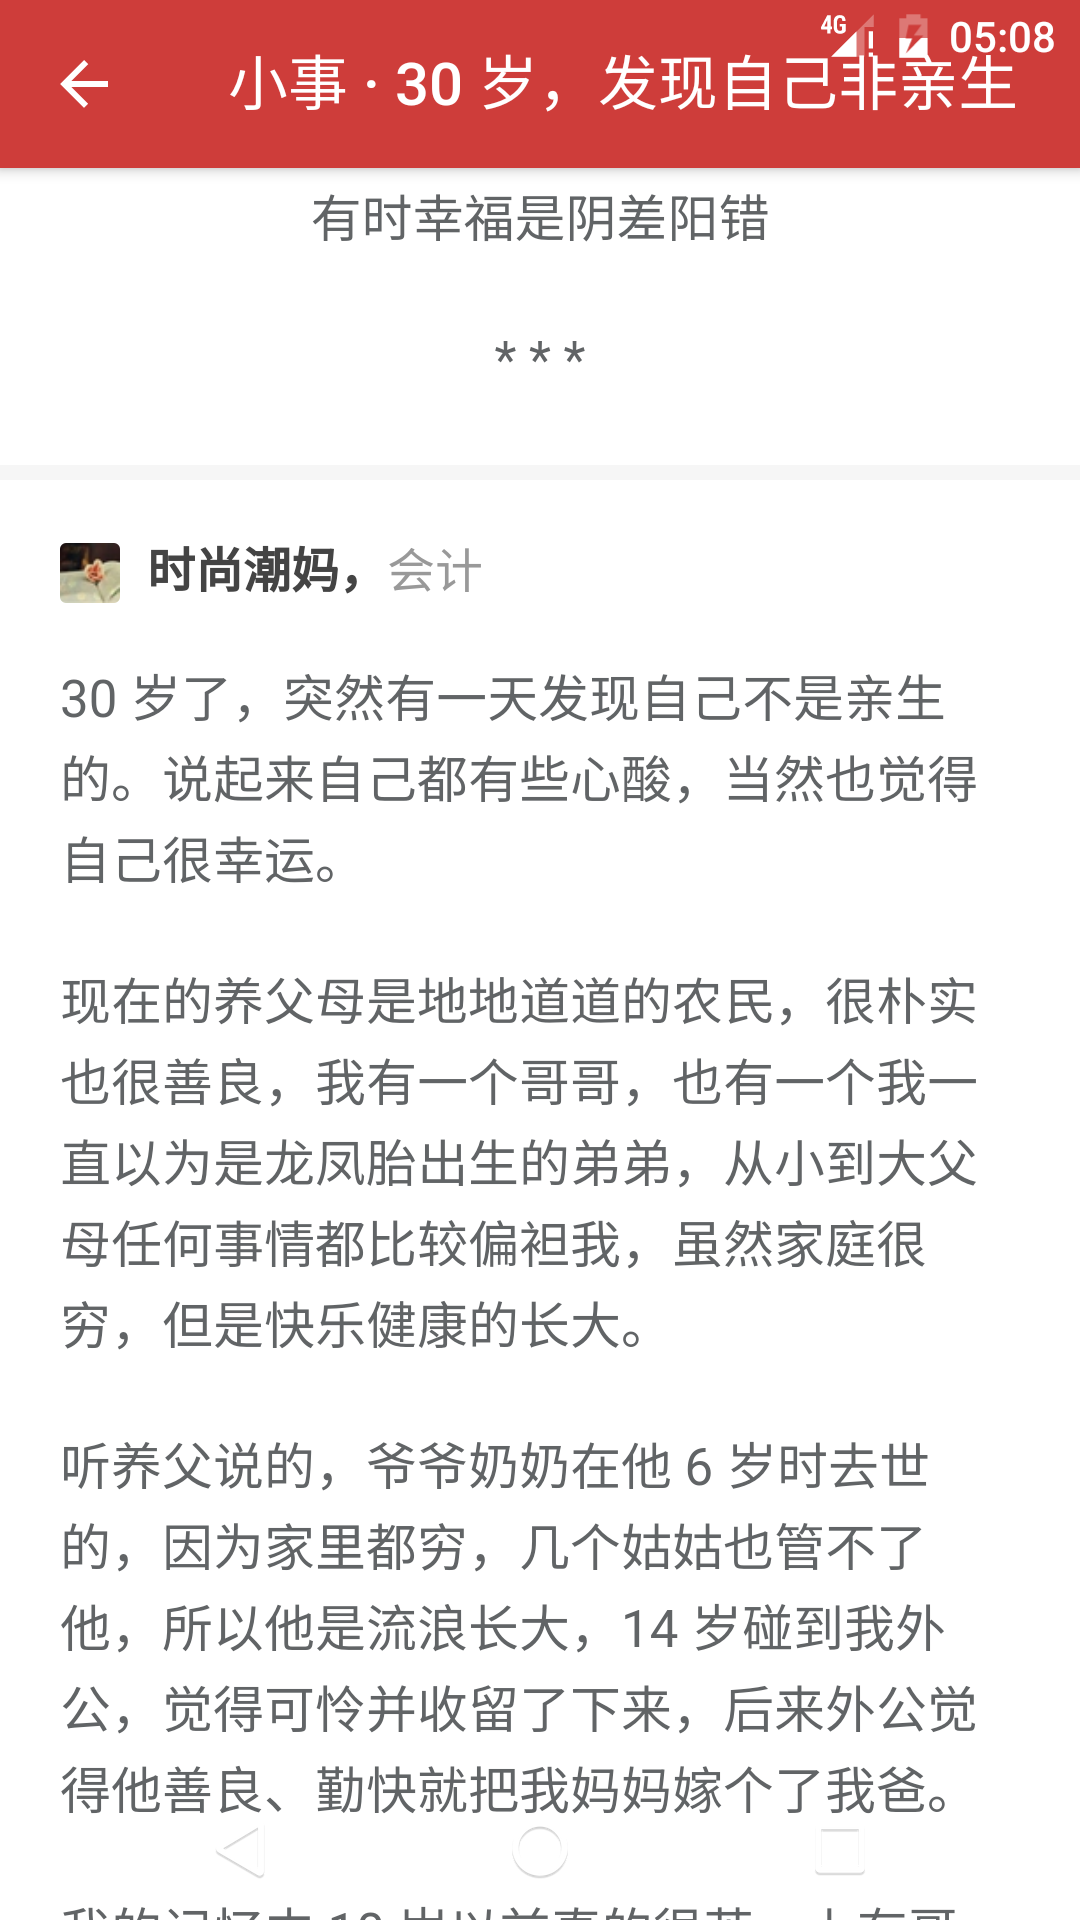 4G 05:08
小事 · 30 岁，发现自己非亲生
有时幸福是阴差阳错
* * *
时尚潮妈，会计
30 岁了，突然有一天发现自己不是亲生
的。说起来自己都有些心酸，当然也觉得
自己很幸运。
现在的养父母是地地道道的农民，很朴实
也很善良，我有一个哥哥，也有一个我一
直以为是龙凤胎出生的弟弟，从小到大父
母任何事情都比较偏袒我，虽然家庭很
穷，但是快乐健康的长大。
听养父说的，爷爷奶奶在他 6 岁时去世
的，因为家里都穷，几个姑姑也管不了
他，所以他是流浪长大，14 岁碰到我外
公，觉得可怜并收留了下来，后来外公觉
得他善良、勤快就把我妈妈嫁个了我爸。